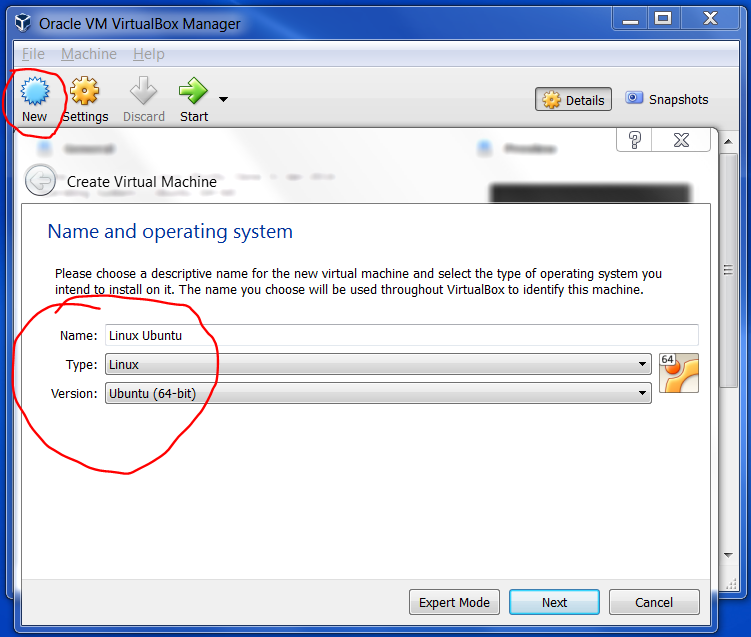 Oracle VM VirtualBox Manager
File Machine Help
New Settings Discard Start Details Snapshots
General Preview
Create Virtual Machine
Name and operating system
Please choose a descriptive name for the new virtual machine and select the type of operating system you
intend to install on it. The name you choose will be used throughout VirtualBox to identify this machine.
Name: Linux Ubuntu
Type: Linux
64
Version: Ubuntu (64-bit)
Expert Mode Next Cancel